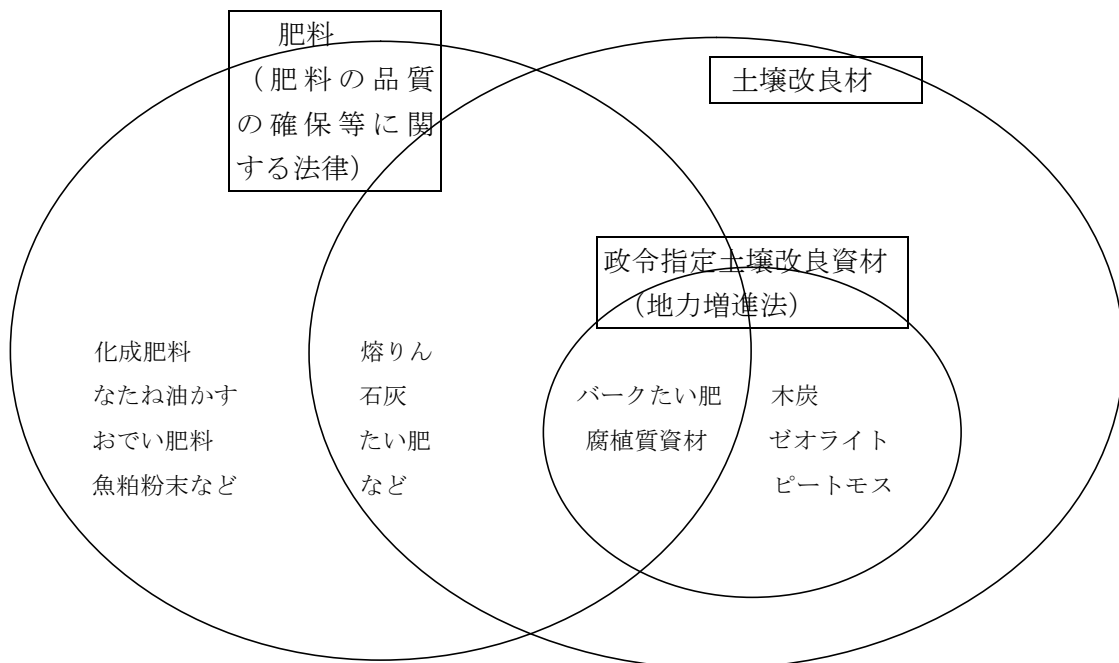 肥料
（肥料の品質
の確保等に関
する法律）
土壌改良材
政令指定土壌改良資材
（地力増進法）
化成肥料
なたね油かす
おでい肥料
魚粕粉末など
熔りん
石灰
たい肥
など
バークたい肥
腐植質資材
木炭
ゼオライト
ピートモス